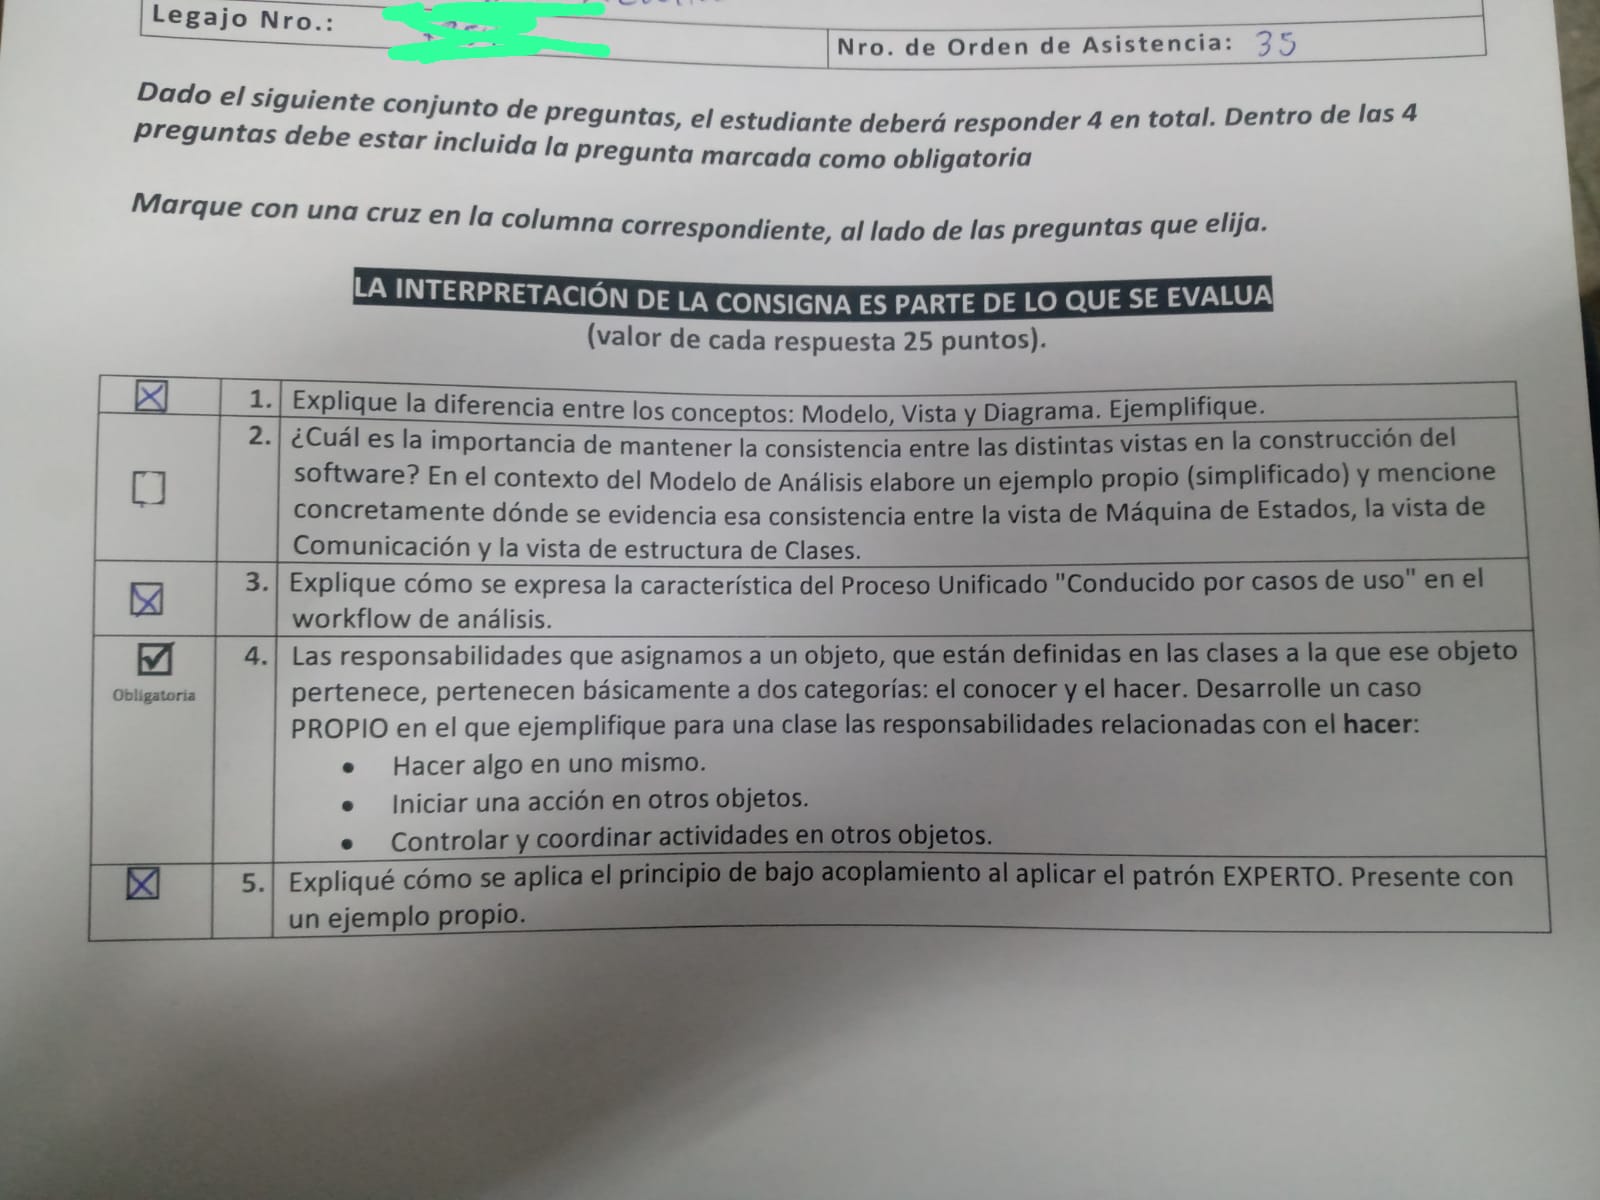 Legajo Nro.:
Nro. de Orden de Asistencia: 35
Dado el siguiente conjunto de preguntas, el estudiante deberá responder 4 en total. Dentro de las 4
preguntas debe estar incluida la pregunta marcada como obligatoria
Marque con una cruz en la columna correspondiente, al lado de las preguntas que elija.
LA INTERPRETACIÓN DE LA CONSIGNA ES PARTE DE LO QUE SE EVALUA
(valor de cada respuesta 25 puntos).
1. Explique la diferencia entre los conceptos: Modelo, Vista y Diagrama. Ejemplifique.
2. ¿Cuál es la importancia de mantener la consistencia entre las distintas vistas en la construcción del
software? En el contexto del Modelo de Análisis elabore un ejemplo propio (simplificado) y mencione
concretamente dónde se evidencia esa consistencia entre la vista de Máquina de Estados, la vista de
Comunicación y la vista de estructura de Clases.
3. Explique cómo se expresa la característica del Proceso Unificado "Conducido por casos de uso" en el
workflow de análisis.
Obligatoria
4. Las responsabilidades que asignamos a un objeto, que están definidas en las clases a la que ese objeto
pertenece, pertenecen básicamente a dos categorías: el conocer y el hacer. Desarrolle un caso
PROPIO en el que ejemplifique para una clase las responsabilidades relacionadas con el hacer:
• Hacer algo en uno mismo.
• Iniciar una acción en otros objetos.
• Controlar y coordinar actividades en otros objetos.
5. Expliqué cómo se aplica el principio de bajo acoplamiento al aplicar el patrón EXPERTO. Presente con
un ejemplo propio.